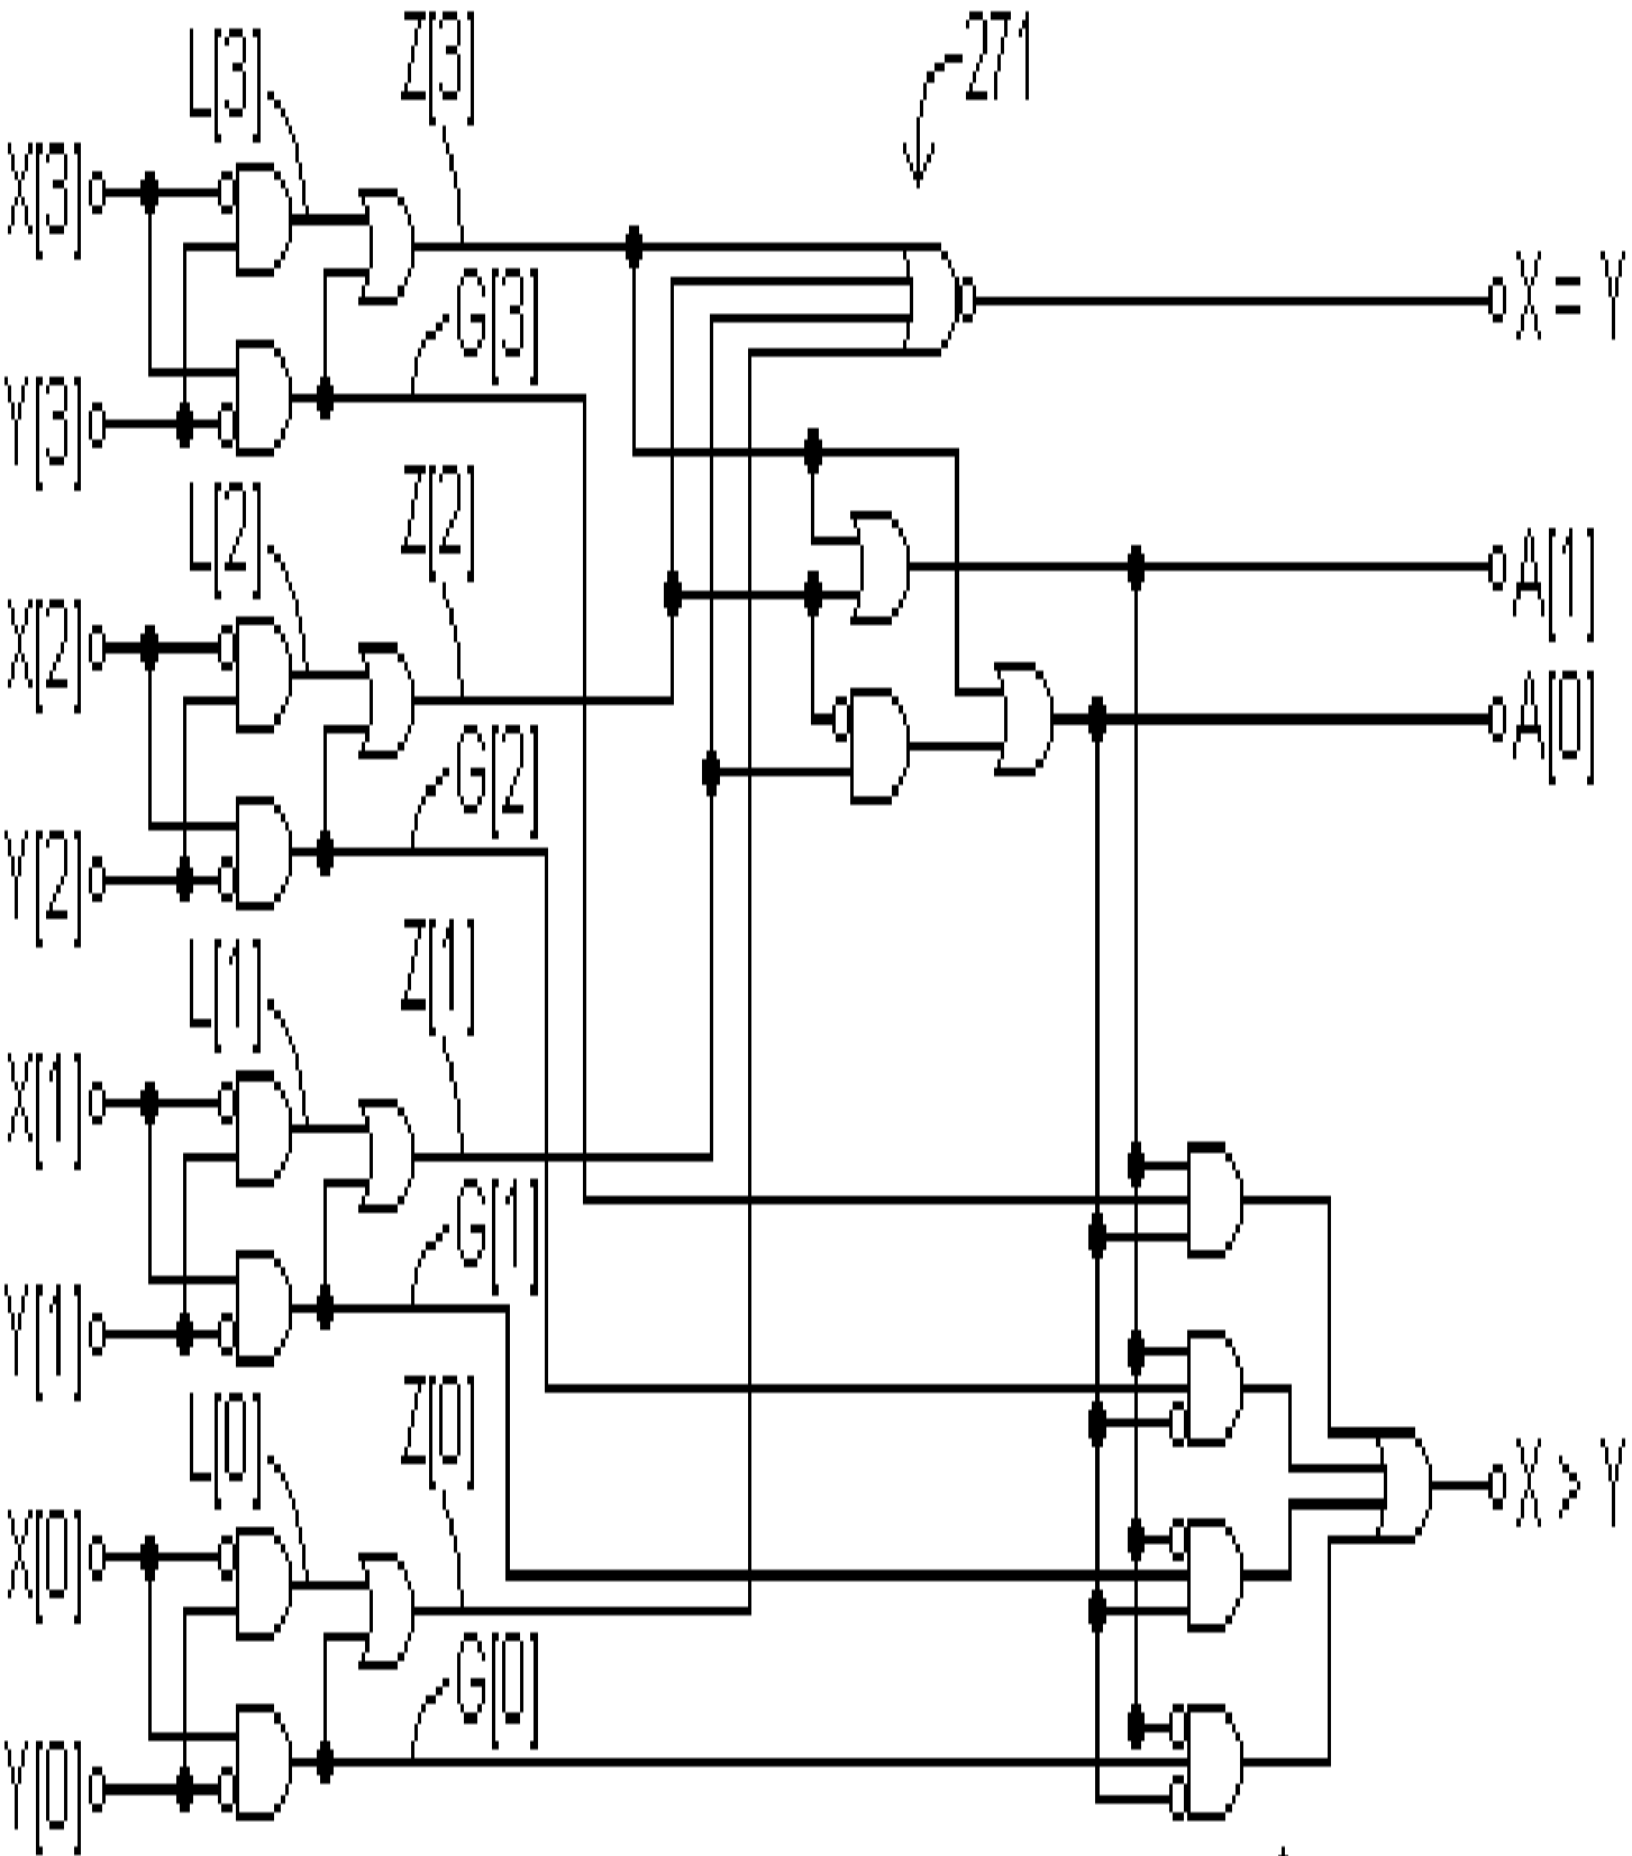 L[3]
Z[3]
271
X[3]
G[3]
X = Y
Y[3]
L[2]
Z[2]
A[1]
X[2]
G[2]
A[0]
Y[2]
L[1]
Z[1]
X[1]
G[1]
Y[1]
L[0]
Z[0]
X > Y
X[0]
G[0]
Y[0]